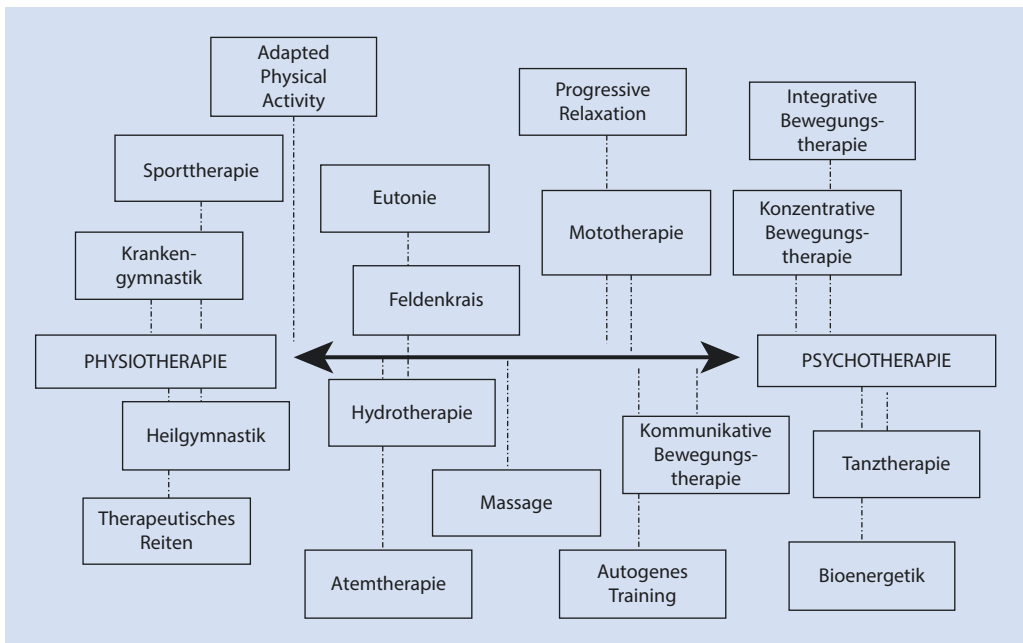 Adapted
Physical
Activity
Progressive
Relaxation
Integrative
Bewegungs-
therapie
Sporttherapie
Eutonie
Mototherapie
Konzentrative
Bewegungs-
therapie
Kranken-
gymnastik
Feldenkrais
PHYSIOTHERAPIE
PSYCHOTHERAPIE
Heilgymnastik
Hydrotherapie
Kommunikative
Bewegungs-
therapie
Tanztherapie
Therapeutisches
Reiten
Massage
Atemtherapie
Autogenes
Training
Bioenergetik